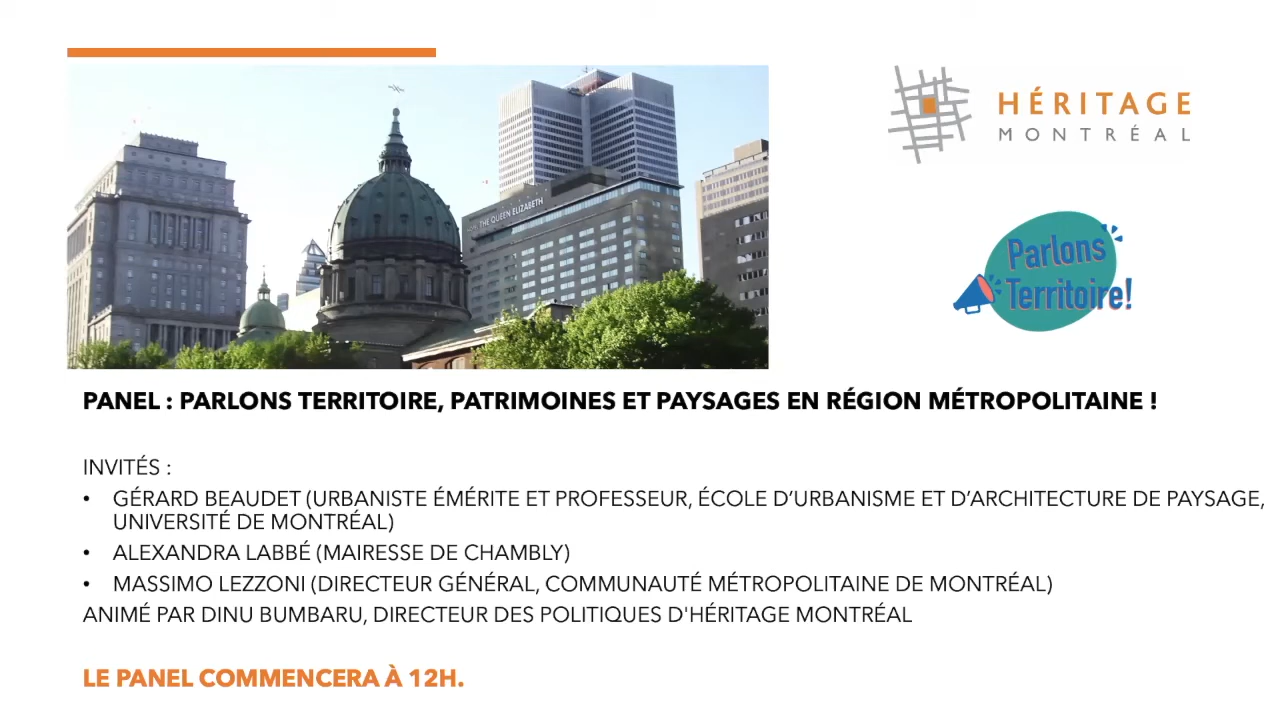 THE QUEEN ELIZABETH
HÉRITAGE
MONTRÉAL
Parlons
Territoire!
PANEL : PARLONS TERRITOIRE, PATRIMOINES ET PAYSAGES EN RÉGION MÉTROPOLITAINE !
INVITÉS :
• GÉRARD BEAUDET (URBANISTE ÉMÉRITE ET PROFESSEUR, ÉCOLE D’URBANISME ET D’ARCHITECTURE DE PAYSAGE,
UNIVERSITÉ DE MONTRÉAL)
• ALEXANDRA LABBÉ (MAIRESSE DE CHAMBLY)
• MASSIMO LEZZONI (DIRECTEUR GÉNÉRAL, COMMUNAUTÉ MÉTROPOLITAINE DE MONTRÉAL)
ANIMÉ PAR DINU BUMBARU, DIRECTEUR DES POLITIQUES D'HÉRITAGE MONTRÉAL
LE PANEL COMMENCERA À 12H.